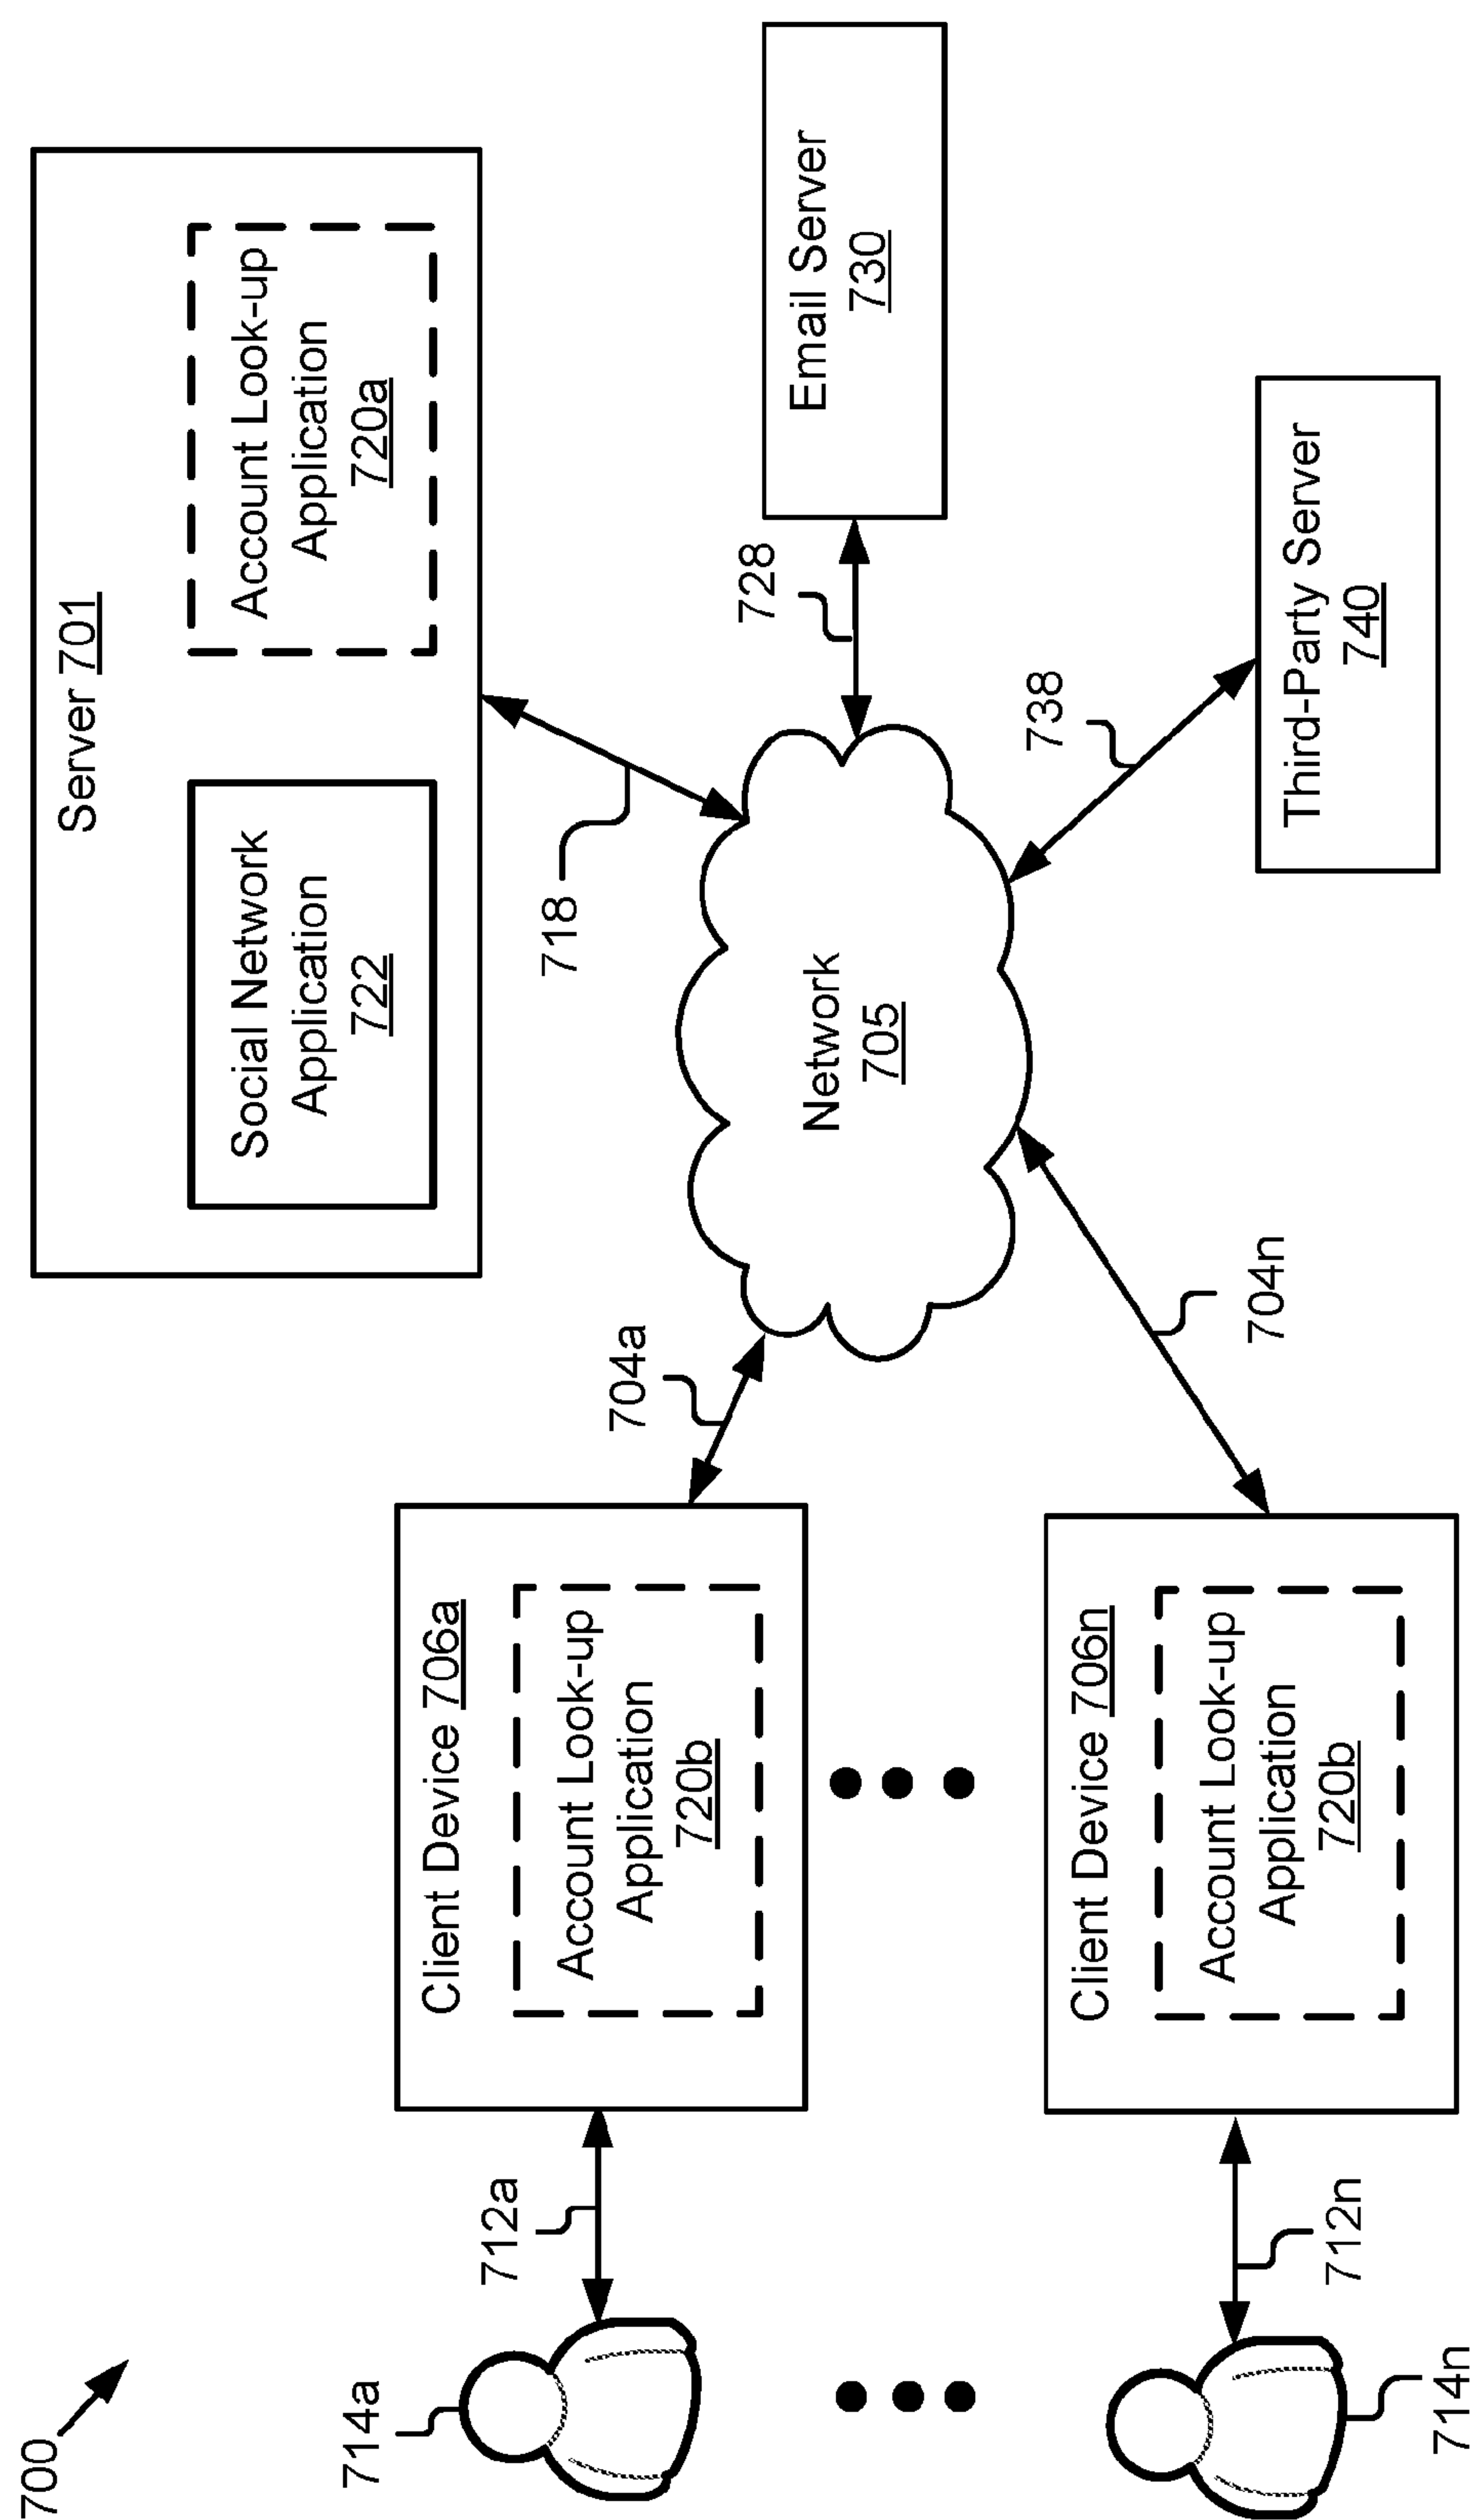 700
Server 701
Social Network
Application
722
Account Look-up
Application
720a
714a
712a
Client Device 706a
Account Look-up
Application
720b
704a
718
Network
705
728
Email Server
730
738
Third-Party Server
740
714n
712n
Client Device 706n
Account Look-up
Application
720b
704n